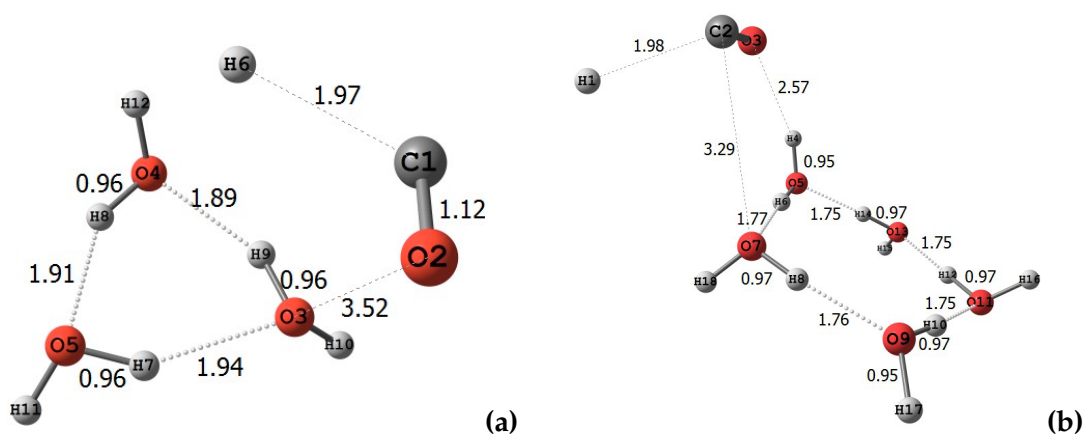 H6
1.97
H12
C1
O4
0.96
1.89
H8
1.12
H9
O2
1.91
0.96
3.52
O3
O5
H10
H7
1.94
0.96
H11
(a)
C2
O3
1.98
H1
2.57
H4
3.29
0.95
O5
H6
1.77
1.75
H14
0.97
O13
O7
H15
1.75
H18
0.97
H8
H12
0.97
H16
1.75
O11
1.76
H10
O9
0.97
0.95
H17
(b)